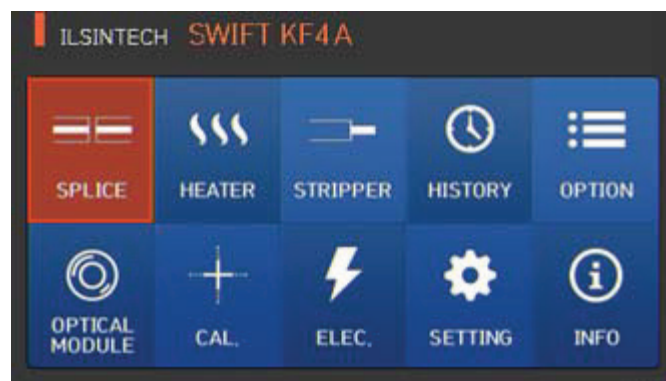 ILSINTECH SWIFT KF4A
SPLICE HEATER STRIPPER HISTORY OPTION
OPTICAL
MODULE CAL. ELEC. SETTING INFO